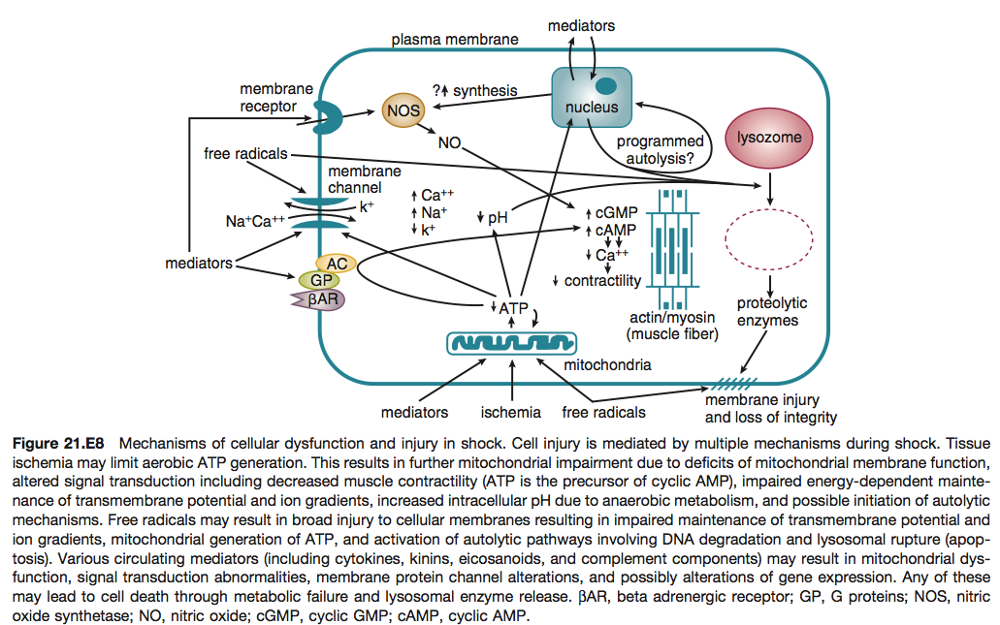 mediators
plasma membrane
membrane
receptor
?↑ synthesis
NOS
nucleus
NO
programmed
autolysis?
lysozome
free radicals
membrane
channel
k⁺
Na⁺Ca⁺⁺
↑ Ca⁺⁺
↑ Na⁺
↓ k⁺
↓ pH
↑ cGMP
↑ cAMP
↓ Ca⁺⁺
↓ contractility
mediators
AC
GP
βAR
↓ ATP
actin/myosin
(muscle fiber)
proteolytic
enzymes
mitochondria
mediators
ischemia
free radicals
membrane injury
and loss of integrity
Figure 21.E8 Mechanisms of cellular dysfunction and injury in shock. Cell injury is mediated by multiple mechanisms during shock. Tissue
ischemia may limit aerobic ATP generation. This results in further mitochondrial impairment due to deficits of mitochondrial membrane function,
altered signal transduction including decreased muscle contractility (ATP is the precursor of cyclic AMP), impaired energy-dependent mainte-
nance of transmembrane potential and ion gradients, increased intracellular pH due to anaerobic metabolism, and possible initiation of autolytic
mechanisms. Free radicals may result in broad injury to cellular membranes resulting in impaired maintenance of transmembrane potential and
ion gradients, mitochondrial generation of ATP, and activation of autolytic pathways involving DNA degradation and lysosomal rupture (apop-
tosis). Various circulating mediators (including cytokines, kinins, eicosanoids, and complement components) may result in mitochondrial dys-
function, signal transduction abnormalities, membrane protein channel alterations, and possibly alterations of gene expression. Any of these
may lead to cell death through metabolic failure and lysosomal enzyme release. βAR, beta adrenergic receptor; GP, G proteins; NOS, nitric
oxide synthetase; NO, nitric oxide; cGMP, cyclic GMP; cAMP, cyclic AMP.